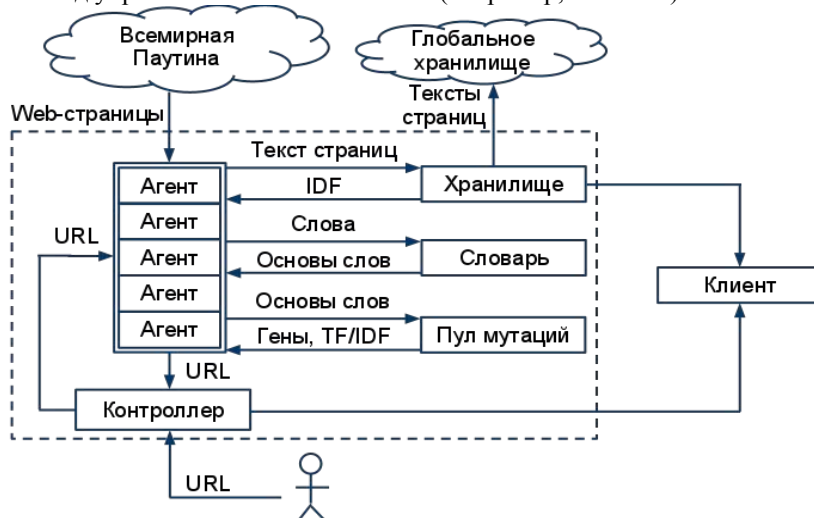 Всемирная
Паутина
Глобальное
хранилище
Web-страницы
Тексты
страниц
Текст страниц
Агент
IDF
Хранилище
Агент
URL
Слова
Агент
Основы слов
Словарь
Клиент
Агент
Основы слов
Агент
Гены, TF/IDF
Пул мутаций
URL
Контроллер
URL